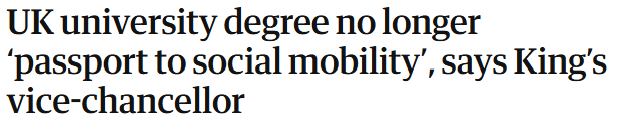 UK university degree no longer
‘passport to social mobility’, says King’s
vice-chancellor